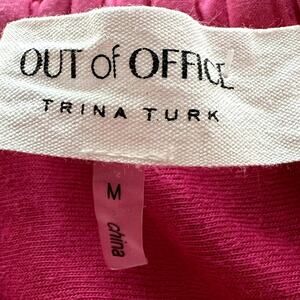 OUT of OFFICE
TRINA TURK
M
china